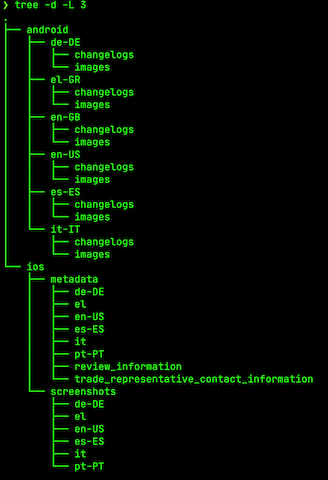 ❯ tree -d -L 3
.
├── android
│   ├── de-DE
│   │   ├── changelogs
│   │   └── images
│   ├── el-GR
│   │   ├── changelogs
│   │   └── images
│   ├── en-GB
│   │   ├── changelogs
│   │   └── images
│   ├── en-US
│   │   ├── changelogs
│   │   └── images
│   ├── es-ES
│   │   ├── changelogs
│   │   └── images
│   └── it-IT
│       ├── changelogs
│       └── images
└── ios
    ├── metadata
    │   ├── de-DE
    │   ├── el
    │   ├── en-US
    │   ├── es-ES
    │   ├── it
    │   ├── pt-PT
    │   ├── review_information
    │   └── trade_representative_contact_information
    └── screenshots
        ├── de-DE
        ├── el
        ├── en-US
        ├── es-ES
        ├── it
        └── pt-PT